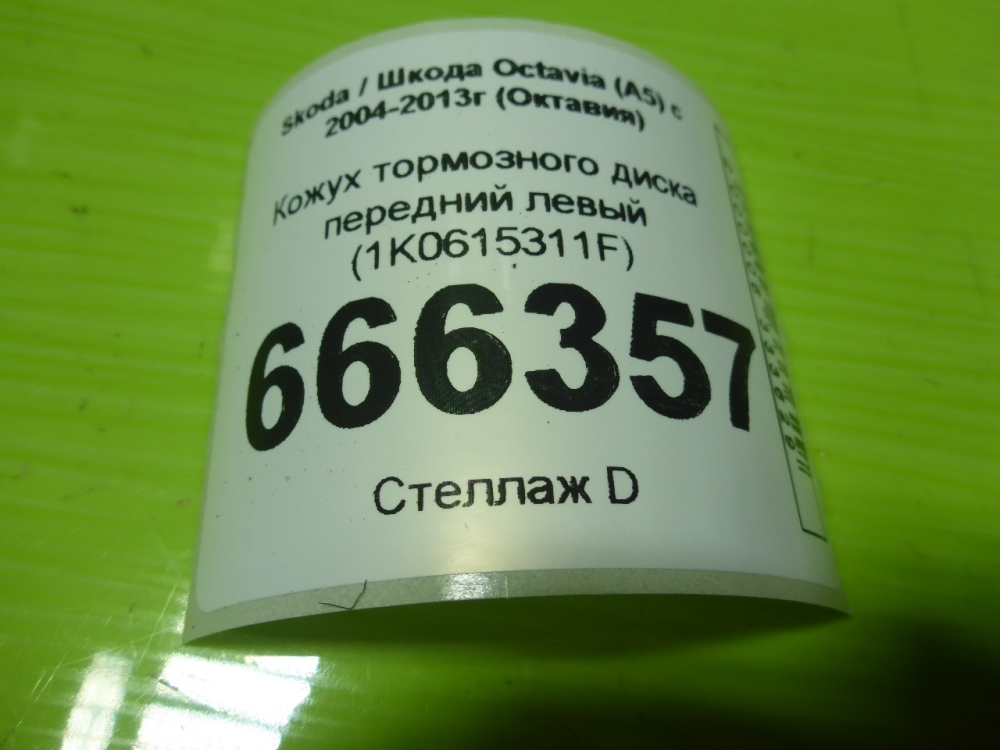 Skoda / Шкода Octavia (A5) с
2004-2013г (Октавия)
Кожух тормозного диска
передний левый
(1K0615311F)
666357
Стеллаж D